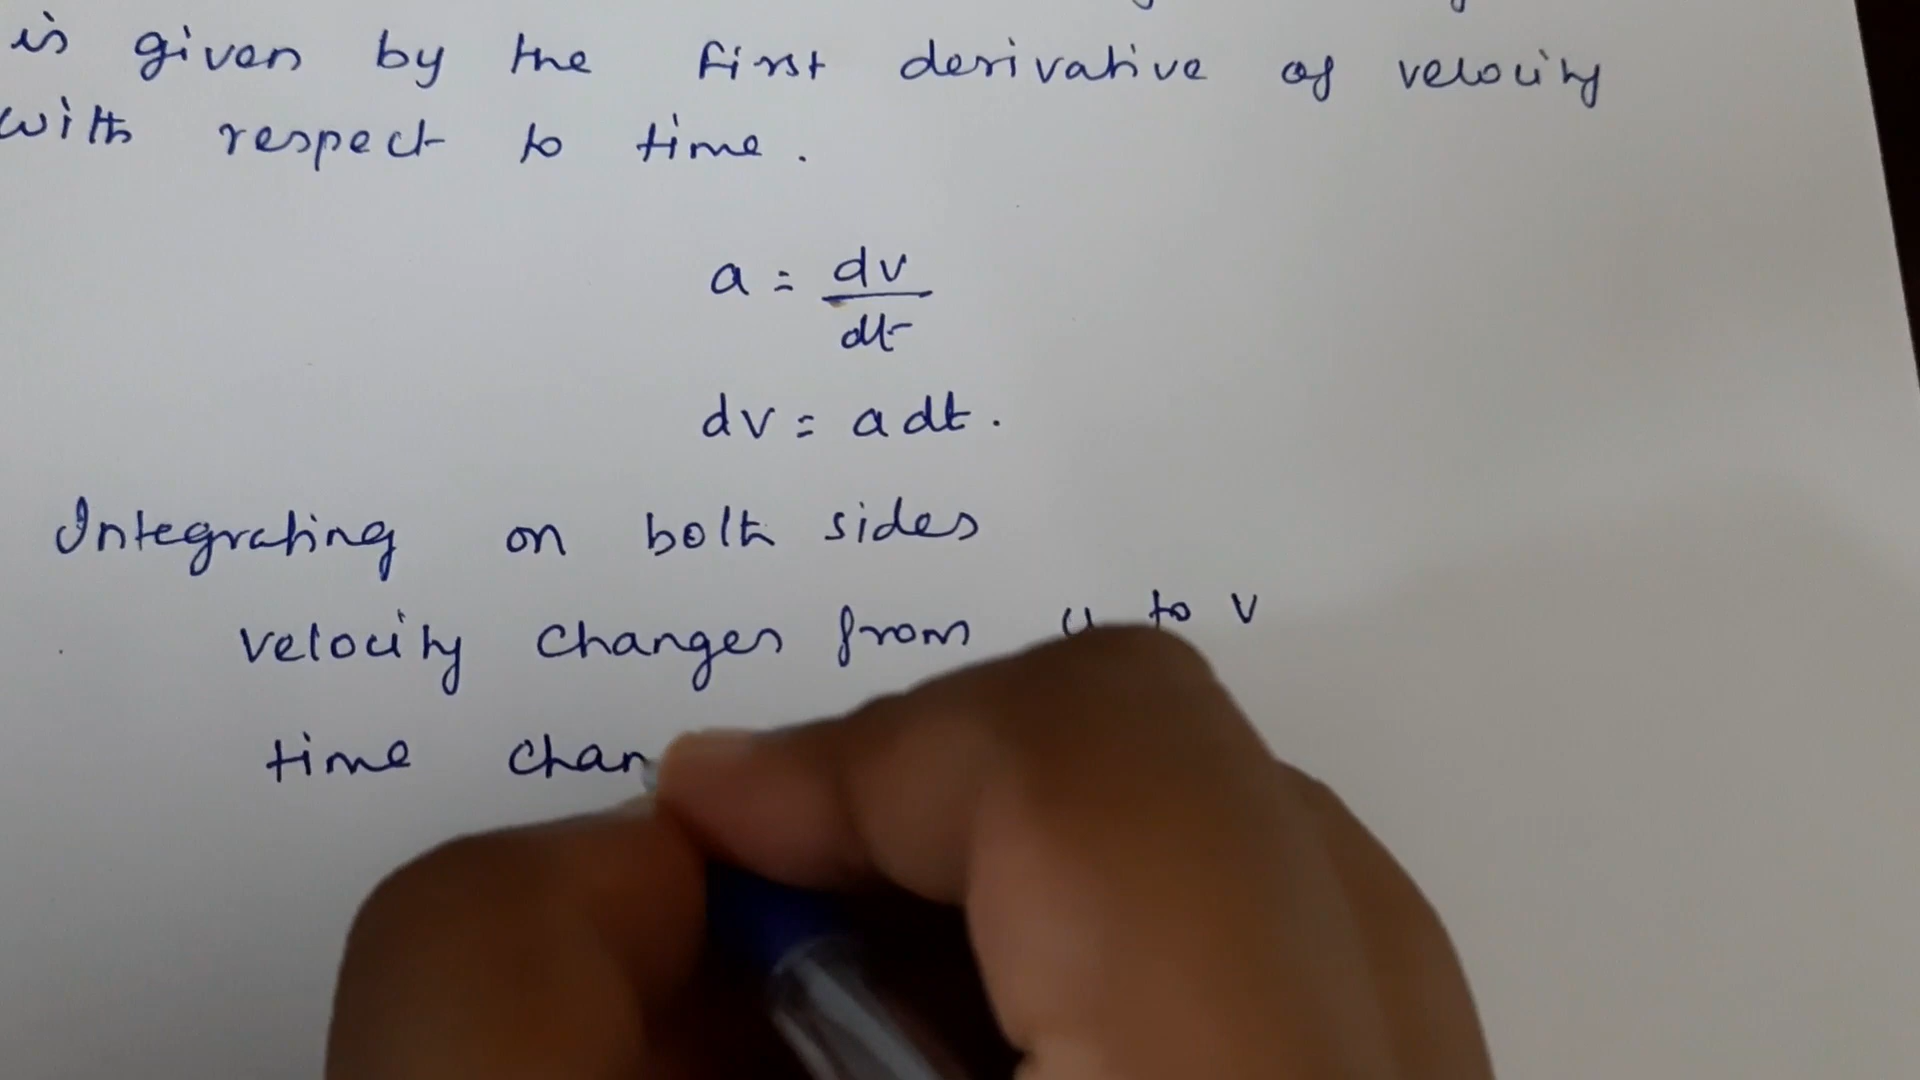 is given by the first derivative of velocity
with respect to time.
a = dv
dt
dv = a dt.
Integrating on both sides
velocity changes from u to v
time chan